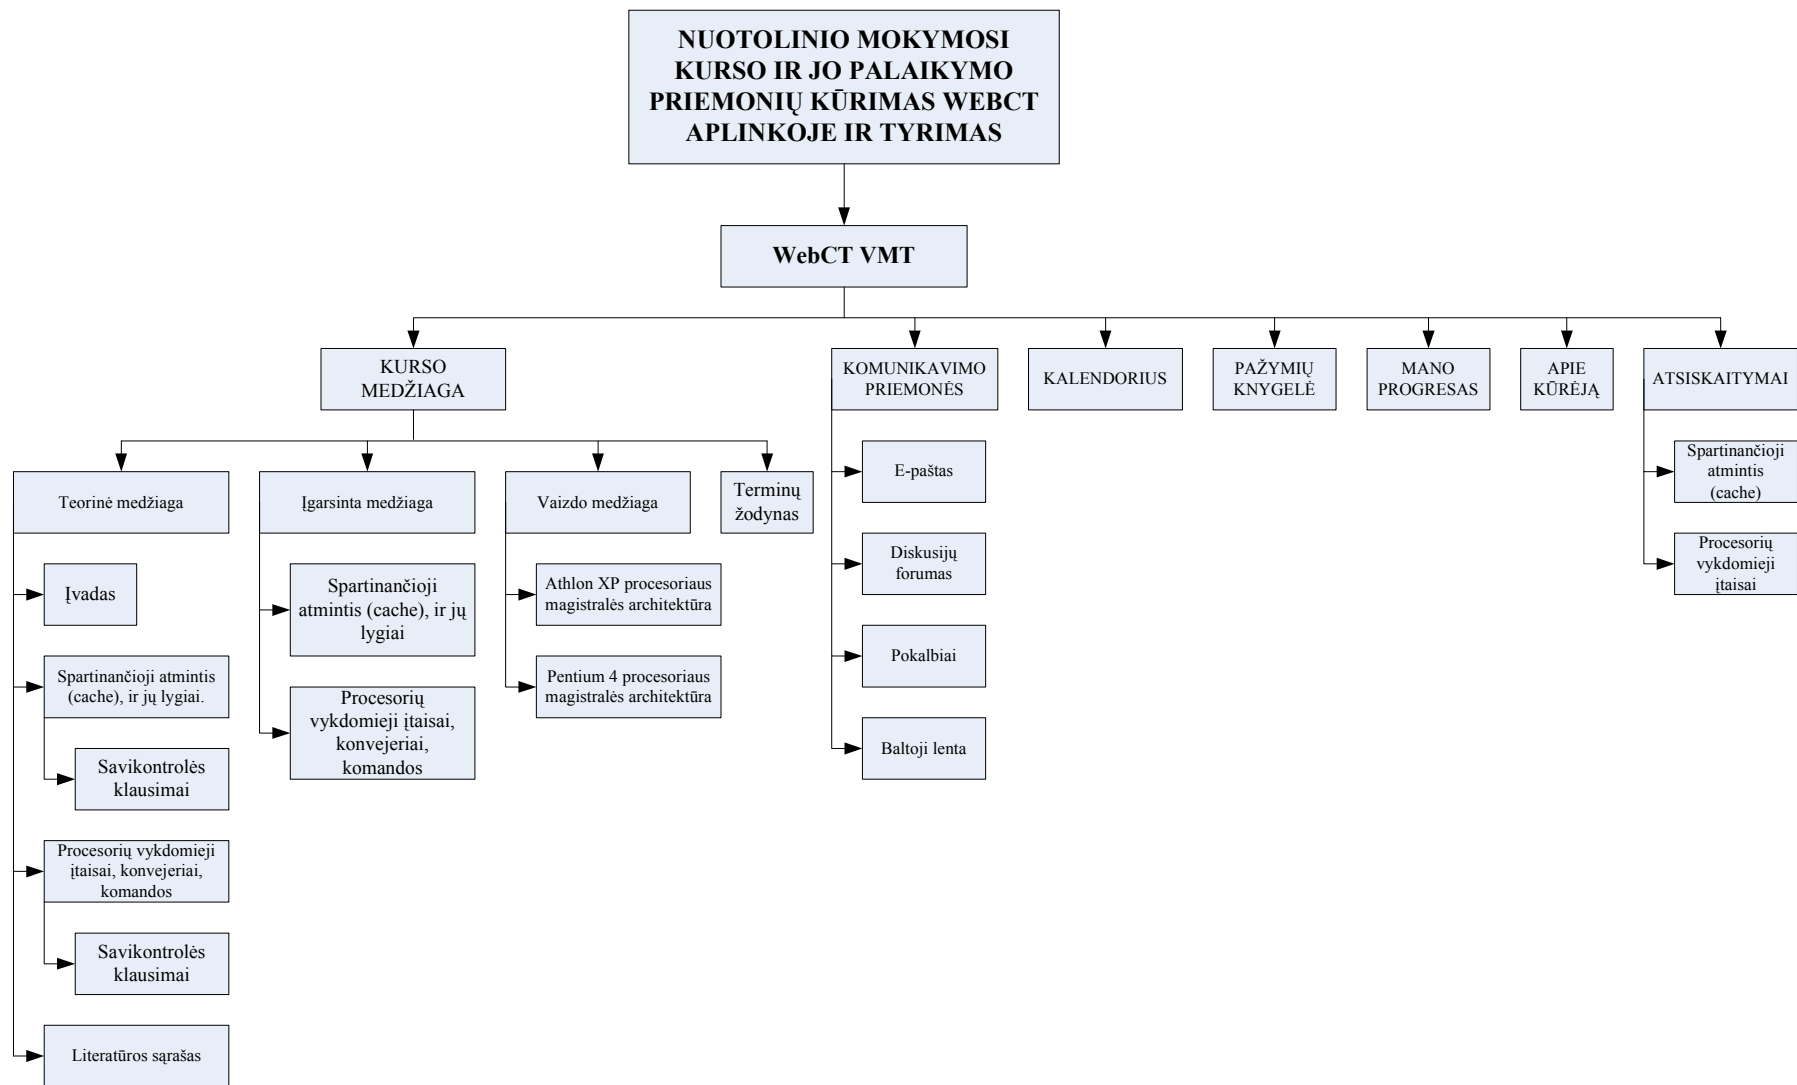 NUOTOLINIO MOKYMOSI
KURSO IR JO PALAIKYMO
PRIEMONIŲ KŪRIMAS WEBCT
APLINKOJE IR TYRIMAS
WebCT VMT
KURSO
MEDŽIAGA
KOMUNIKAVIMO
PRIEMONĖS
KALENDORIUS
PAŽYMIŲ
KNYGELĖ
MANO
PROGRESAS
APIE
KŪRĖJĄ
ATSISKAITYMAI
Teorinė medžiaga
Įvadas
Spartinančioji atmintis
(cache), ir jų lygiai.
Savikontrolės
klausimai
Procesorių vykdomieji
įtaisai, konvejeriai,
komandos
Savikontrolės
klausimai
Literatūros sąrašas
Įgarsinta medžiaga
Spartinančioji
atmintis (cache), ir jų
lygiai
Procesorių
vykdomieji įtaisai,
konvejeriai,
komandos
Vaizdo medžiaga
Athlon XP procesoriaus
magistralės architektūra
Pentium 4 procesoriaus
magistralės architektūra
Terminų
žodynas
E-paštas
Diskusijų
forumas
Pokalbiai
Baltoji lenta
Spartinančioji
atmintis
(cache)
Procesorių
vykdomieji
įtaisai